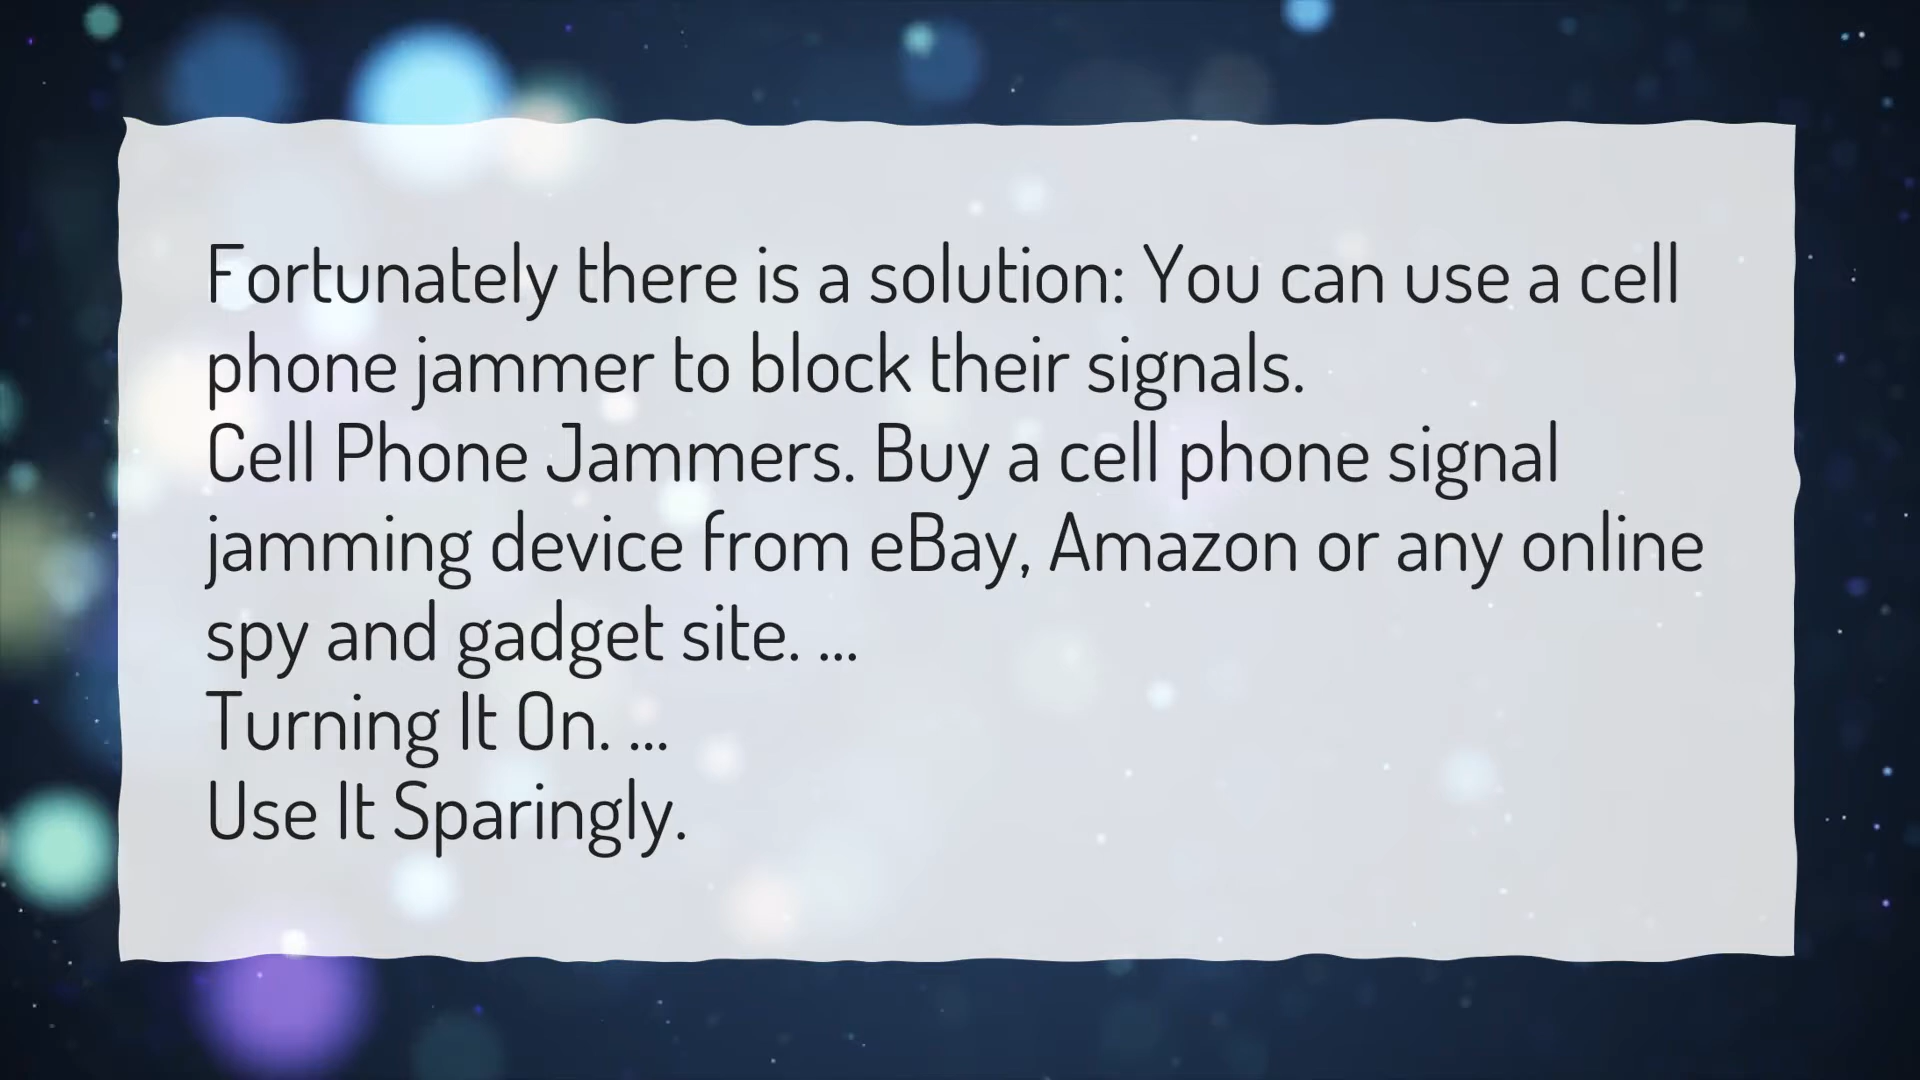 Fortunately there is a solution: You can use a cell
phone jammer to block their signals.
Cell Phone Jammers. Buy a cell phone signal
jamming device from eBay, Amazon or any online
spy and gadget site. ...
Turning It On. ...
Use It Sparingly.